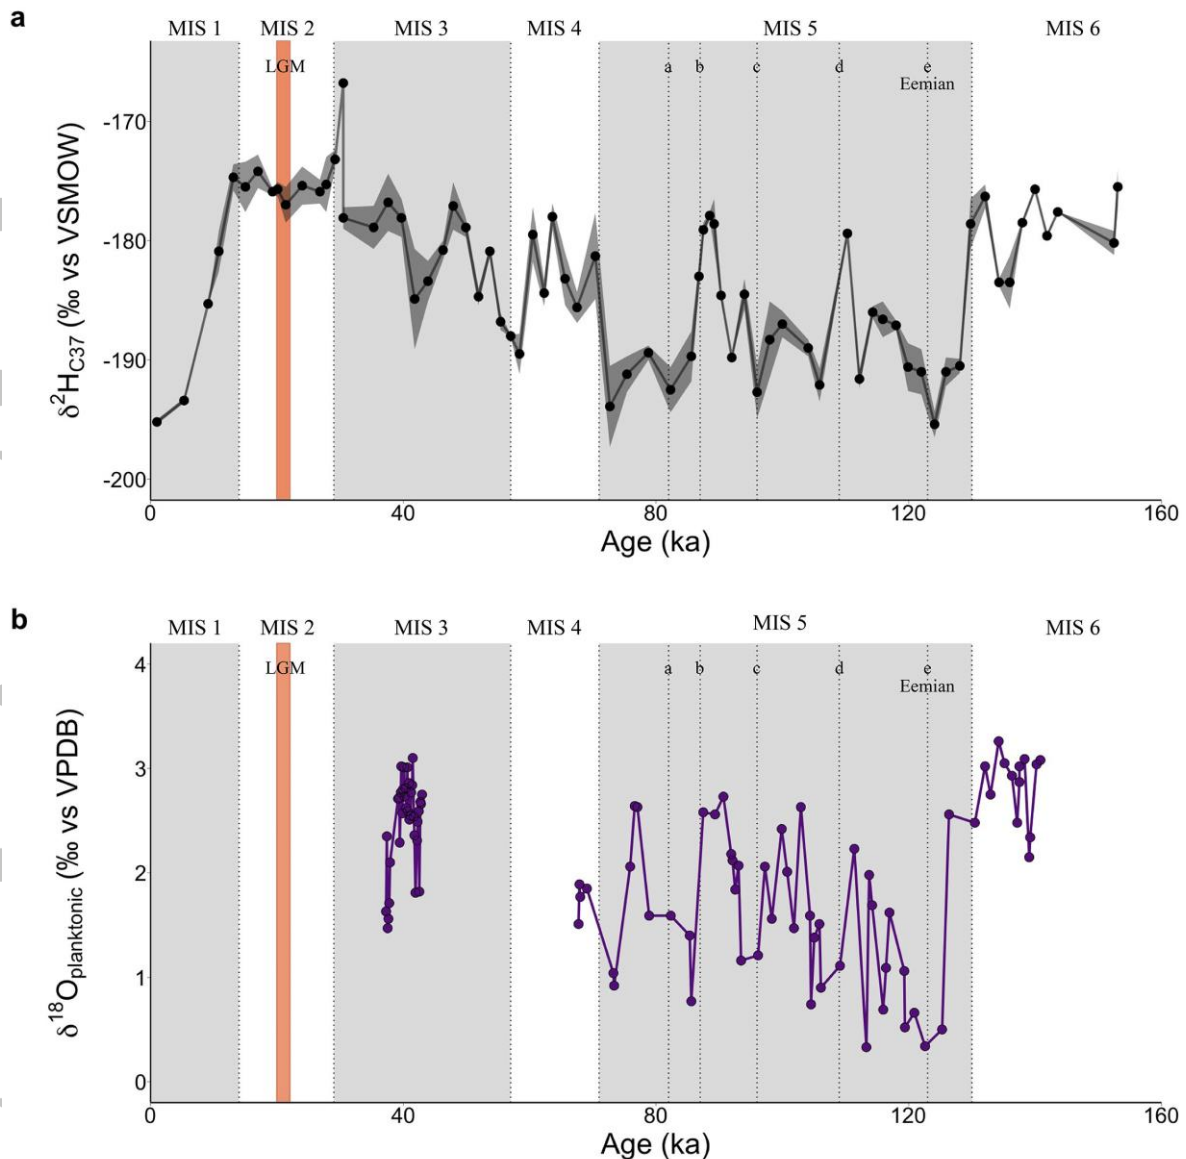 a
MIS 1 MIS 2 MIS 3 MIS 4 MIS 5 MIS 6
LGM a b c d e
Eemian
-170
-180
-190
-200
δ²H_C37 (‰ vs VSMOW)
0 40 80 120 160
Age (ka)
b
MIS 1 MIS 2 MIS 3 MIS 4 MIS 5 MIS 6
LGM a b c d e
Eemian
4
3
2
1
0
δ¹⁸O_planktonic (‰ vs VPDB)
0 40 80 120 160
Age (ka)